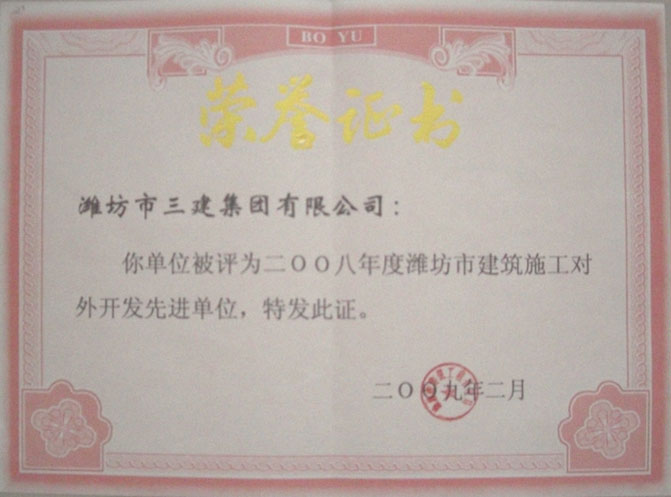 BO YU
荣誉证书
潍坊市三建集团有限公司:
你单位被评为二〇〇八年度潍坊市建筑施工对
外开发先进单位,特发此证。
二〇〇九年二月